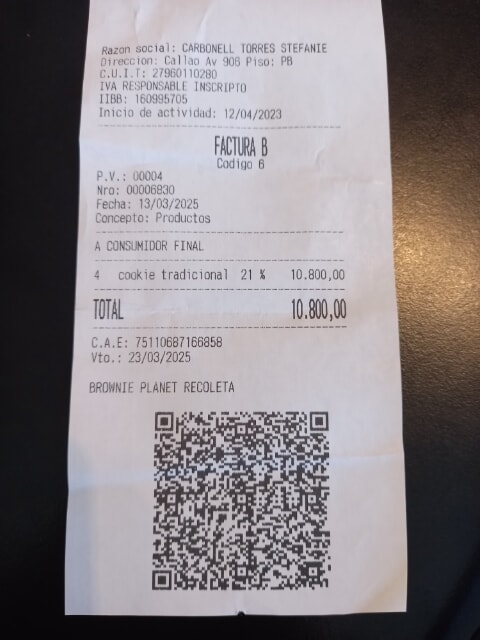 Razon social: CARBONELL TORRES STEFANIE
Direccion: Callao Av 906 Piso: PB
C.U.I.T: 27960110280
IVA RESPONSABLE INSCRIPTO
IIBB: 160995705
Inicio de actividad: 12/04/2023
FACTURA B
Codigo 6
P.V.: 00004
Nro: 00006830
Fecha: 13/03/2025
Concepto: Productos
A CONSUMIDOR FINAL
4 cookie tradicional 21 % 10.800,00
TOTAL 10.800,00
C.A.E: 75110687166858
Vto.: 23/03/2025
BROWNIE PLANET RECOLETA